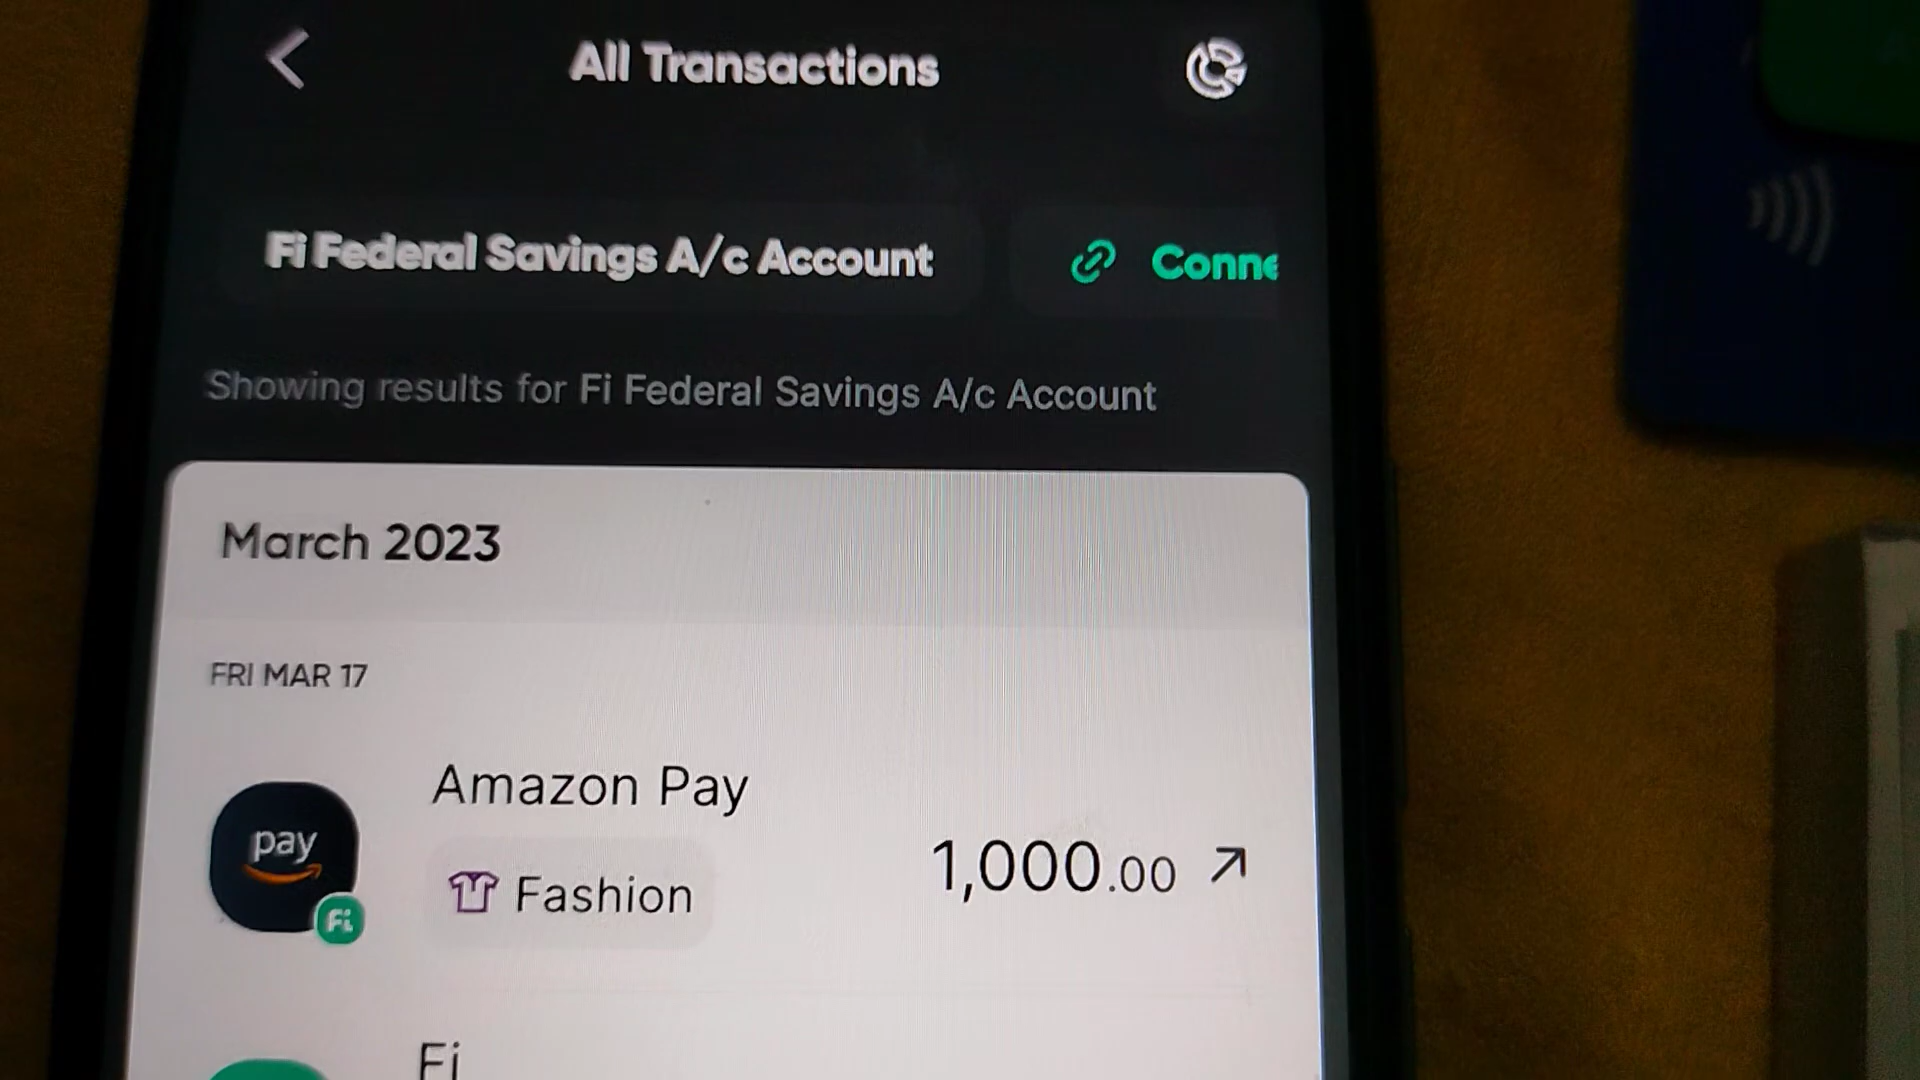 All Transactions
Fi Federal Savings A/c Account
Conne
Showing results for Fi Federal Savings A/c Account
March 2023
FRI MAR 17
Amazon Pay
pay
Fi
Fashion
1,000.00
Fi